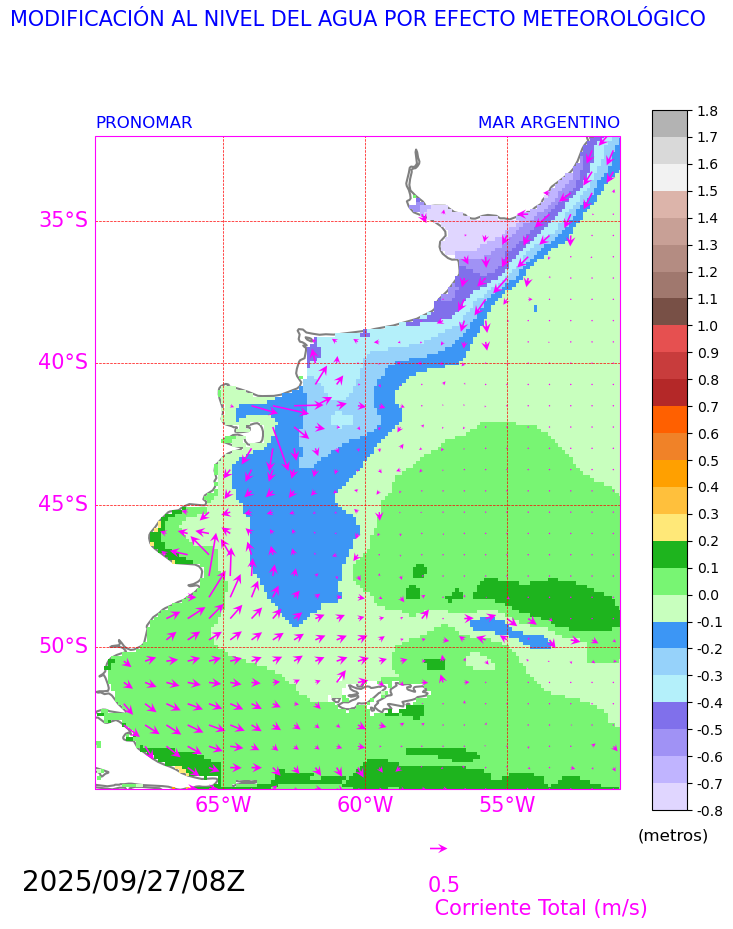 MODIFICACIÓN AL NIVEL DEL AGUA POR EFECTO METEOROLÓGICO
PRONOMAR MAR ARGENTINO
35°S
40°S
45°S
50°S
65°W 60°W 55°W
1.8
1.7
1.6
1.5
1.4
1.3
1.2
1.1
1.0
0.9
0.8
0.7
0.6
0.5
0.4
0.3
0.2
0.1
0.0
-0.1
-0.2
-0.3
-0.4
-0.5
-0.6
-0.7
-0.8
(metros)
2025/09/27/08Z
0.5
Corriente Total (m/s)